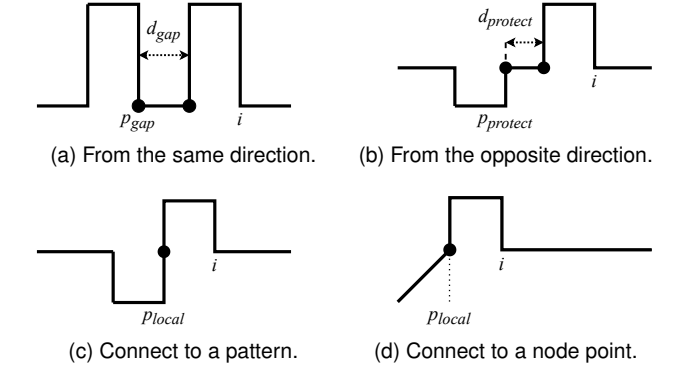 d_gap
p_gap
i
(a) From the same direction.
d_protect
i
p_protect
(b) From the opposite direction.
i
p_local
(c) Connect to a pattern.
i
p_local
(d) Connect to a node point.